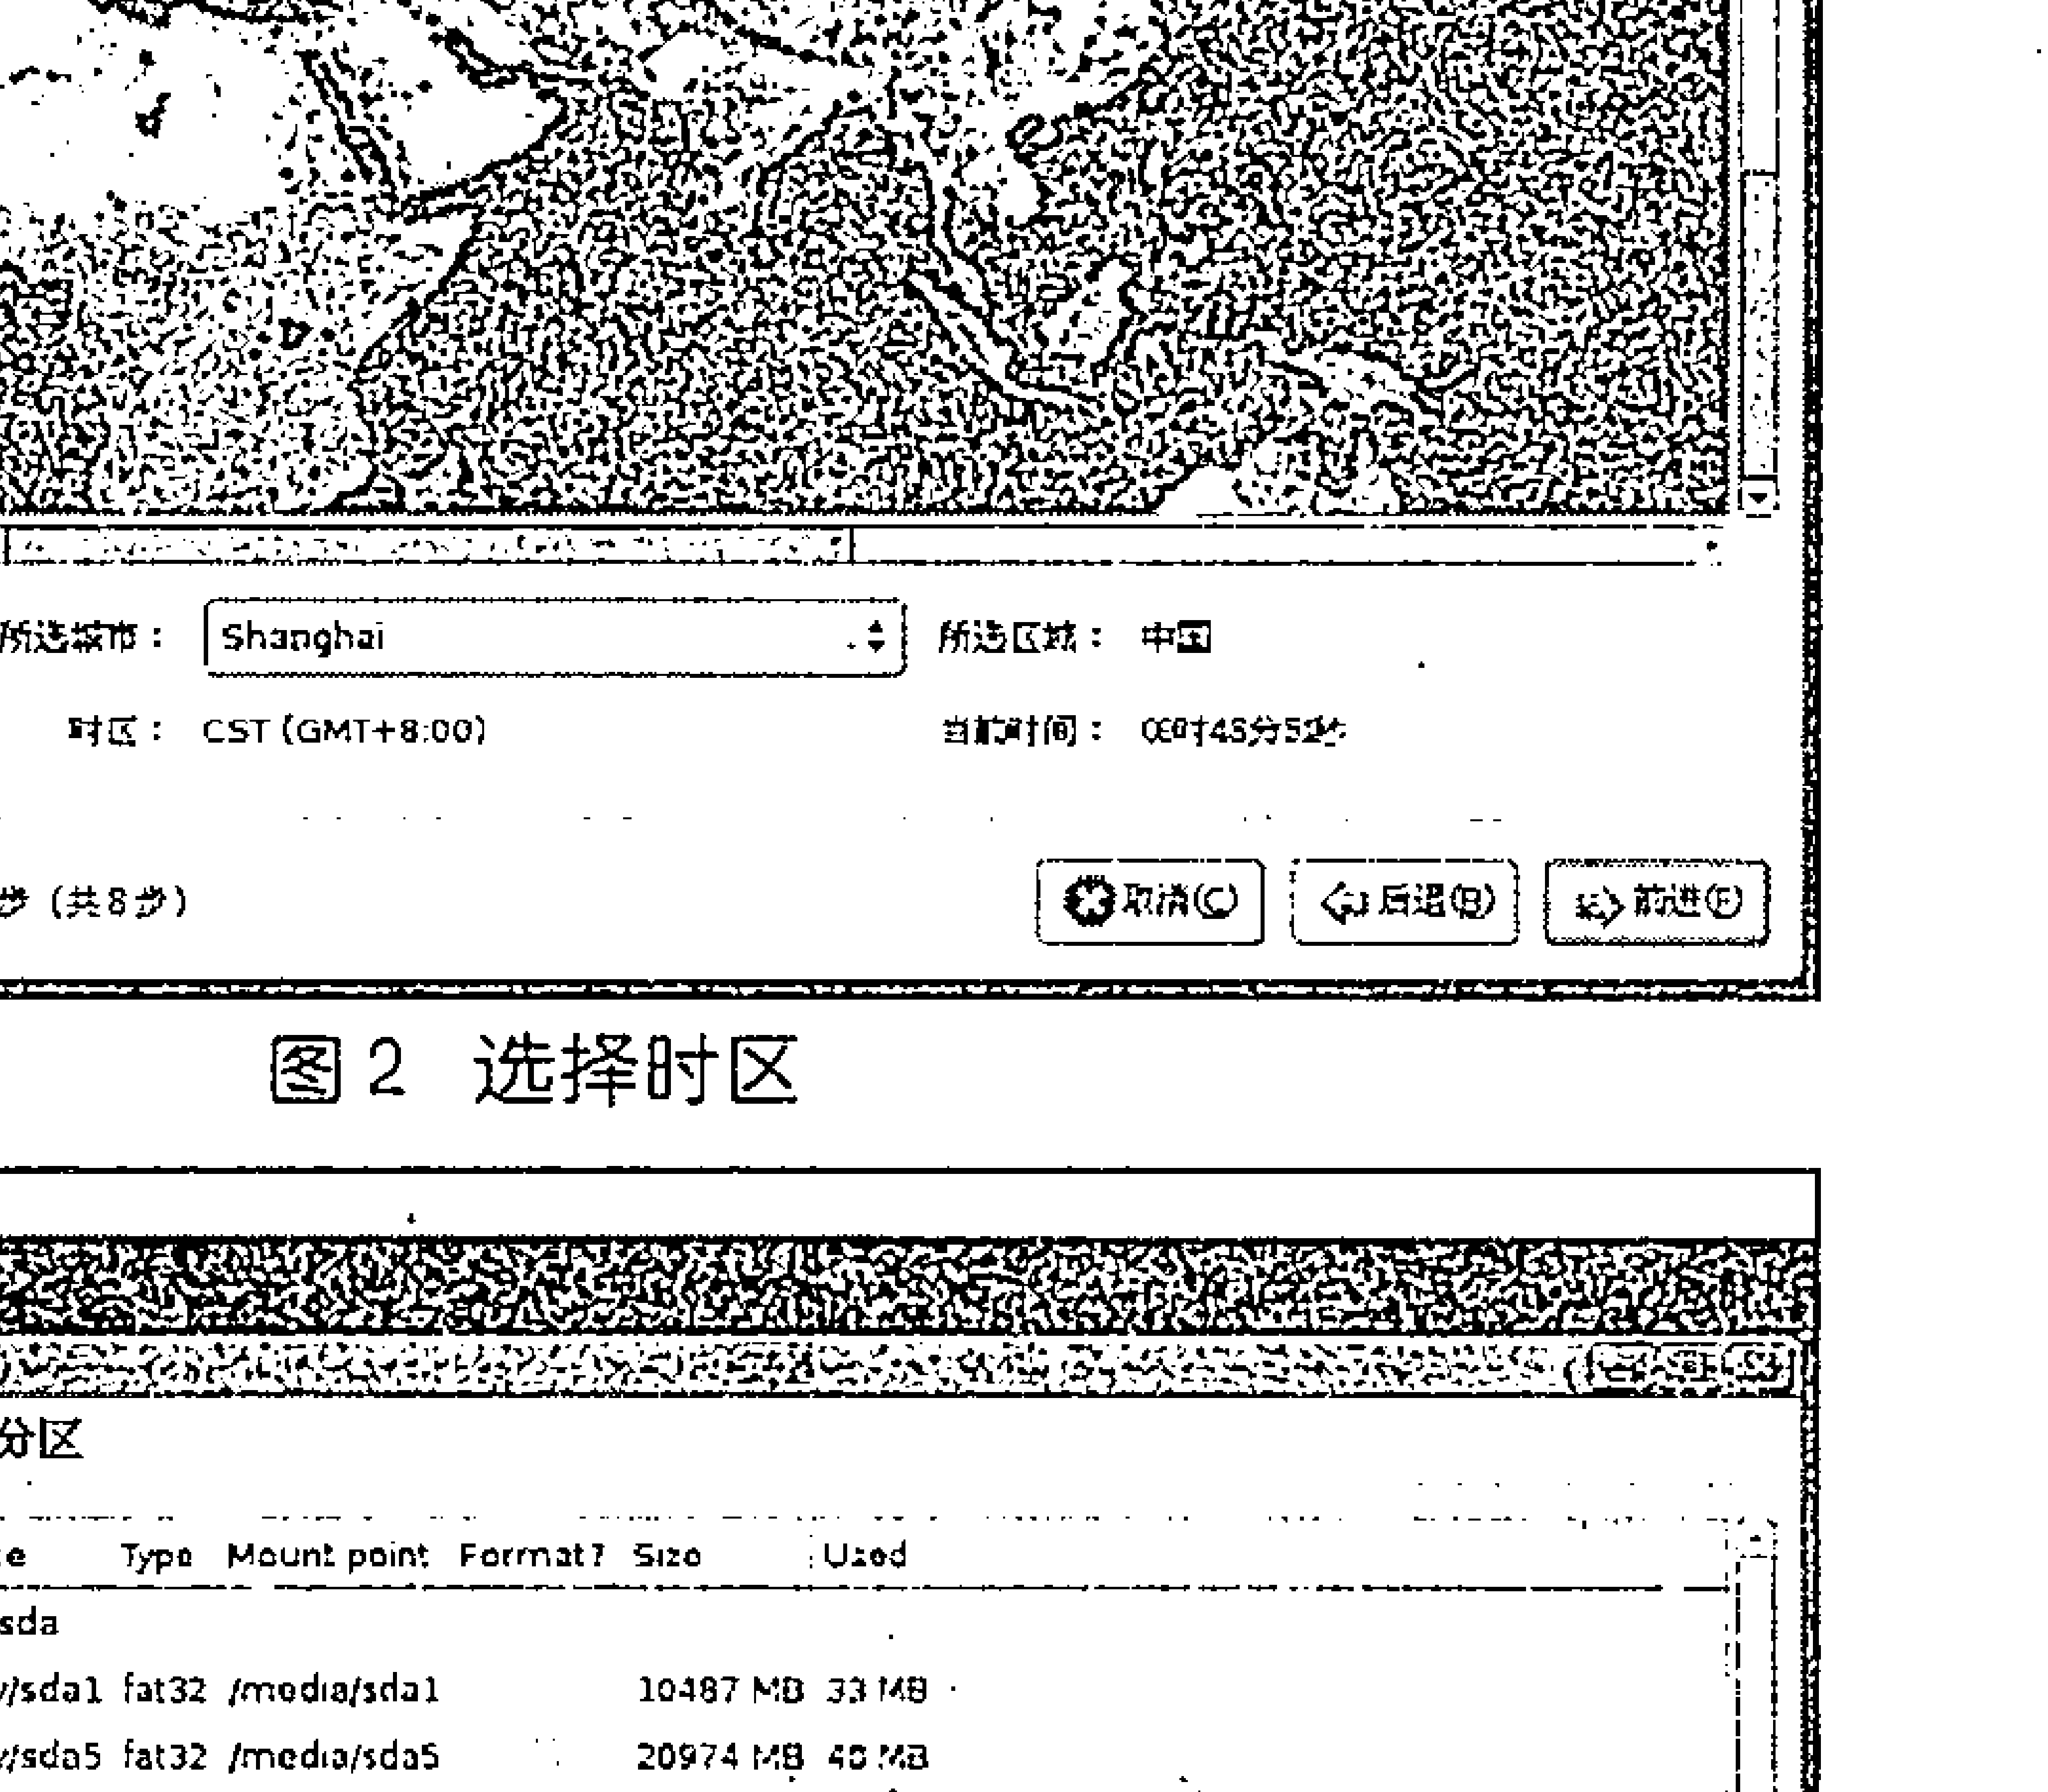 所选城市： Shanghai 所选区域： 中国
时区： CST (GMT+8:00) 当前时间：
步 (共8步) 取消(C) 后退(B) 前进(F)
图 2 选择时区
分区
e Type Mount point Format? Size Used
sda
/sda1 fat32 /media/sda1 10487 MB 33 MB
/sda5 fat32 /media/sda5 20974 MB 40 MB